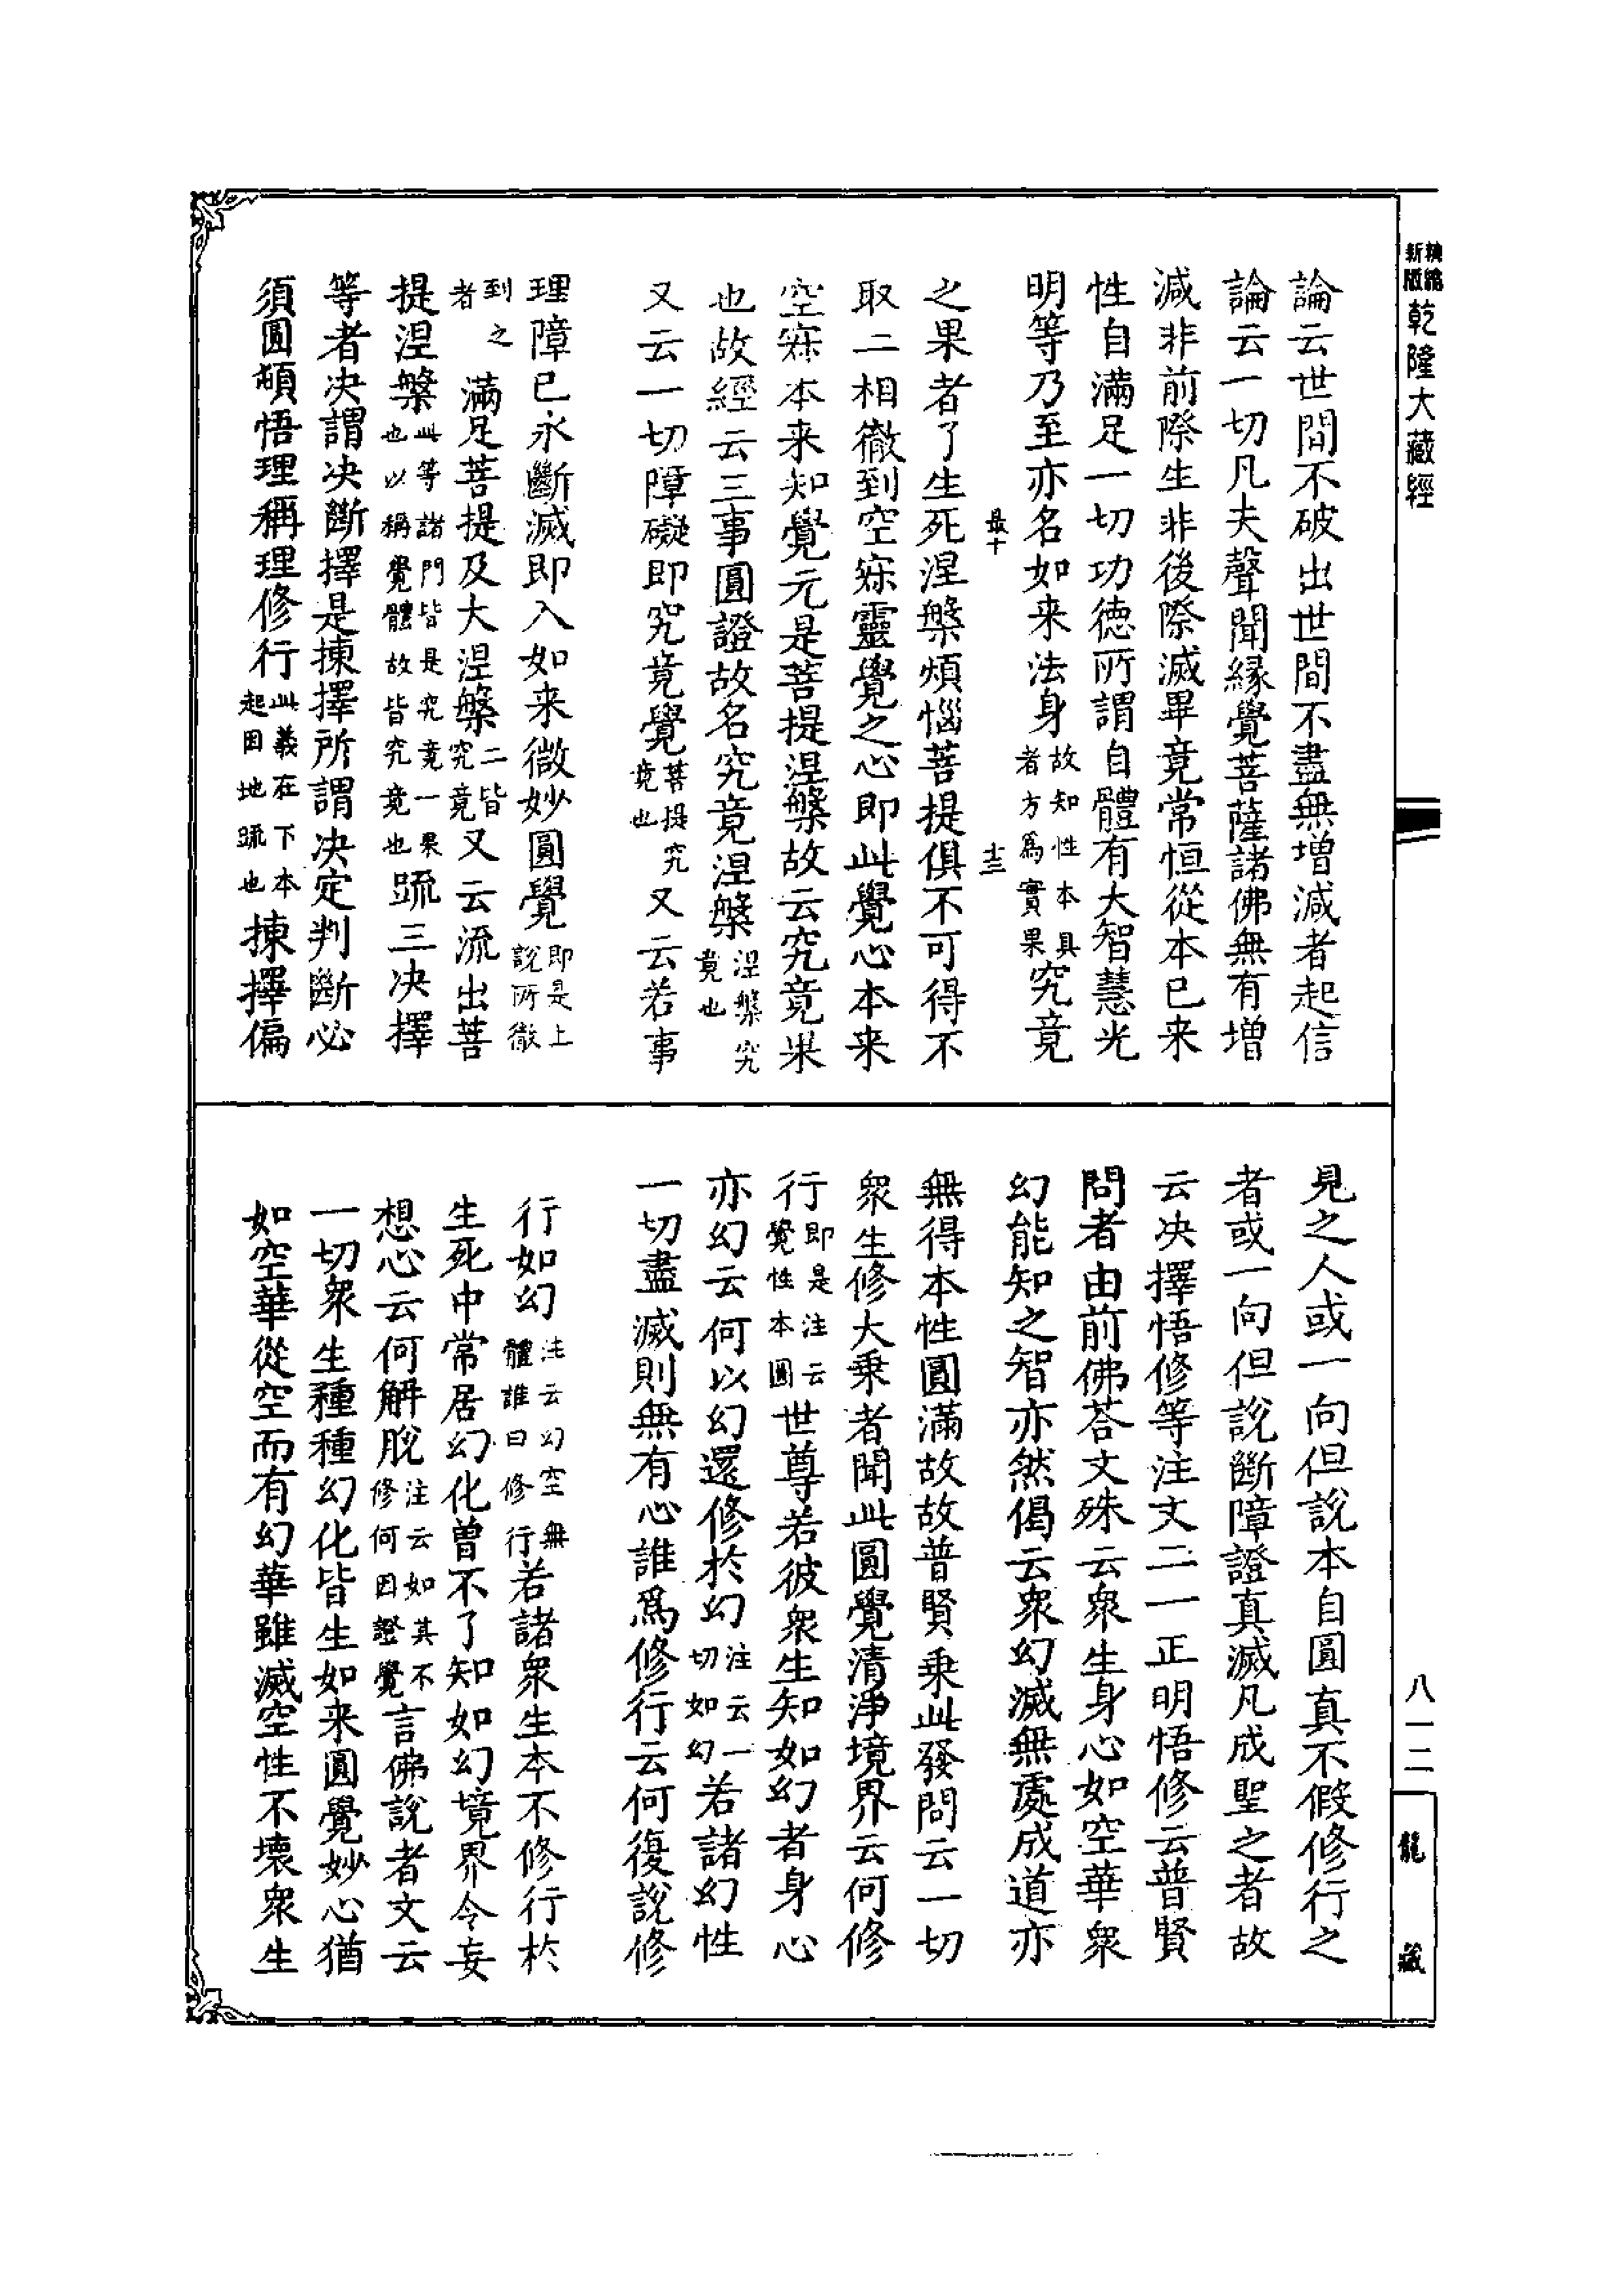 新編
新版
乾隆大藏經
論云世間不破出世間不盡無增減者起信
論云一切凡夫聲聞緣覺菩薩諸佛無有增
減非前際生非後際滅畢竟常恒從本已来
性自滿足一切功德所謂自體有大智慧光
明等乃至亦名如来法身故知性本具者方為實果究竟
最十
十三
之果者了生死涅槃煩惱菩提俱不可得不
取二相徹到空寂靈覺之心即此覺心本来
空寂本来知覺元是菩提涅槃故云究竟果
也故經云三事圓證故名究竟涅槃涅槃究竟也
又云一切障礙即究竟覺菩提究竟也又云若事
理障已永斷滅即入如来微妙圓覺即是上說所徹
到之者滿足菩提及大涅槃二皆究竟又云流出菩
提涅槃此等諸門皆是究竟一果也以稱覺體故皆究竟也䟽三决擇
等者决謂决斷擇是揀擇所謂决定判斷必
須圓頓悟理稱理修行此義在下本起因地䟽也揀擇偏
見之人或一向但說本自圓真不假修行之
者或一向但說斷障證真滅凡成聖之者故
云决擇悟修等注文二一正明悟修云普賢
問者由前佛荅文殊云衆生身心如空華衆
幻能知之智亦然偈云衆幻滅無處成道亦
無得本性圓滿故故普賢乘此發問云一切
衆生修大乘者聞此圓覺清淨境界云何修
行即是注云覺性本圓世尊若彼衆生知如幻者身心
亦幻云何以幻還修於幻注云一切如幻若諸幻性
一切盡滅則無有心誰爲修行云何復說修
行如幻注云幻空無體誰曰修行若諸衆生本不修行於
生死中常居幻化曾不了知如幻境界令妄
想心云何解脫注云如其不修何因證覺言佛說者文云
一切衆生種種幻化皆生如来圓覺妙心猶
如空華從空而有幻華雖滅空性不壞衆生
八一二
龍藏